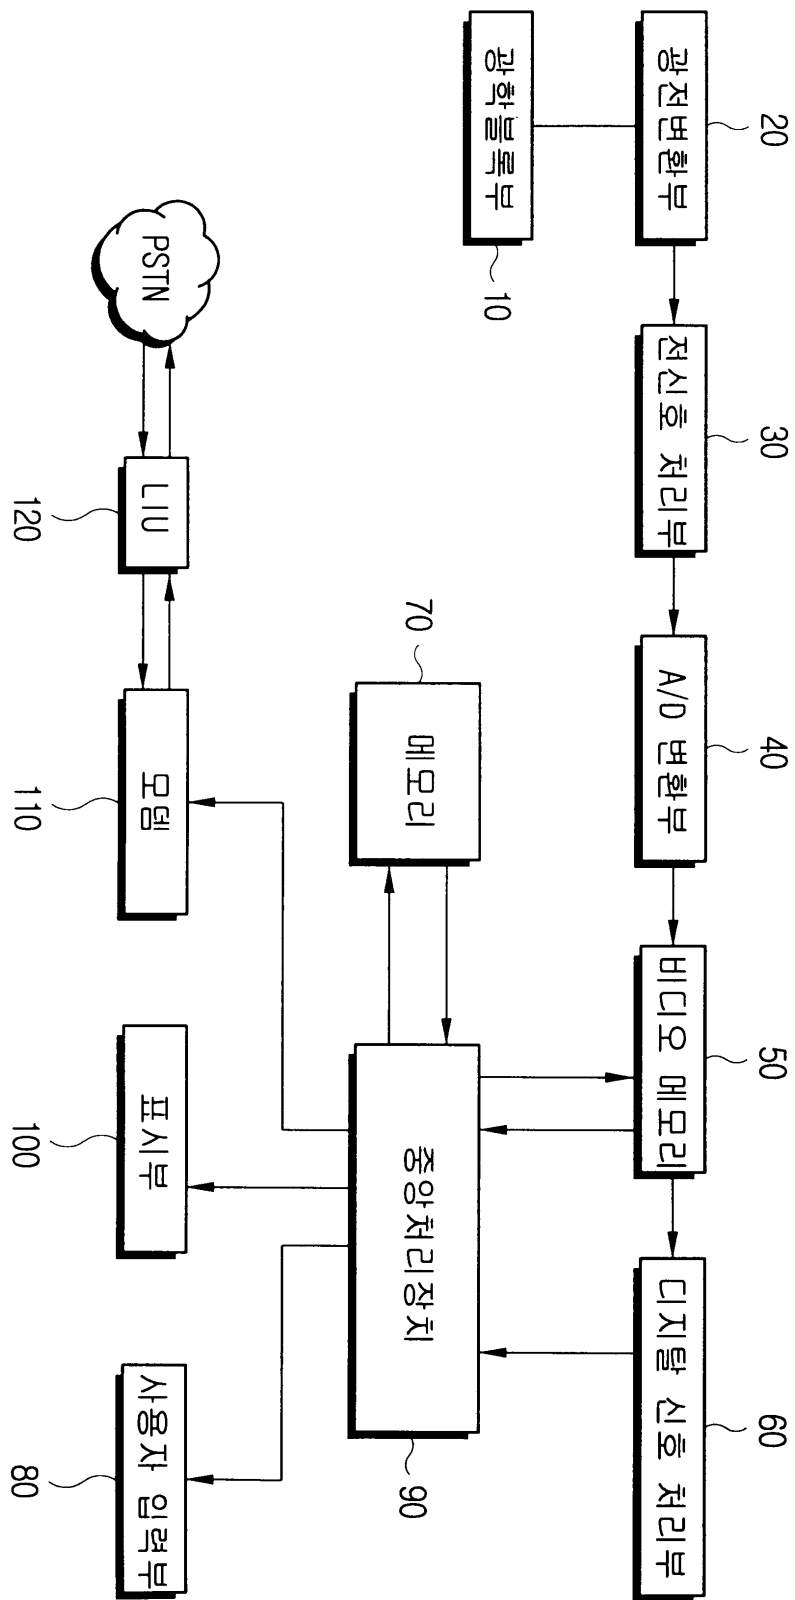 20
광전변환부
30
전신호 처리부
40
A/D 변환부
50
비디오 메모리
60
디지탈 신호 처리부
광학블록부
10
70
메모리
중앙처리장치
90
PSTN
LIU
120
모뎀
110
표시부
100
사용자 입력부
80